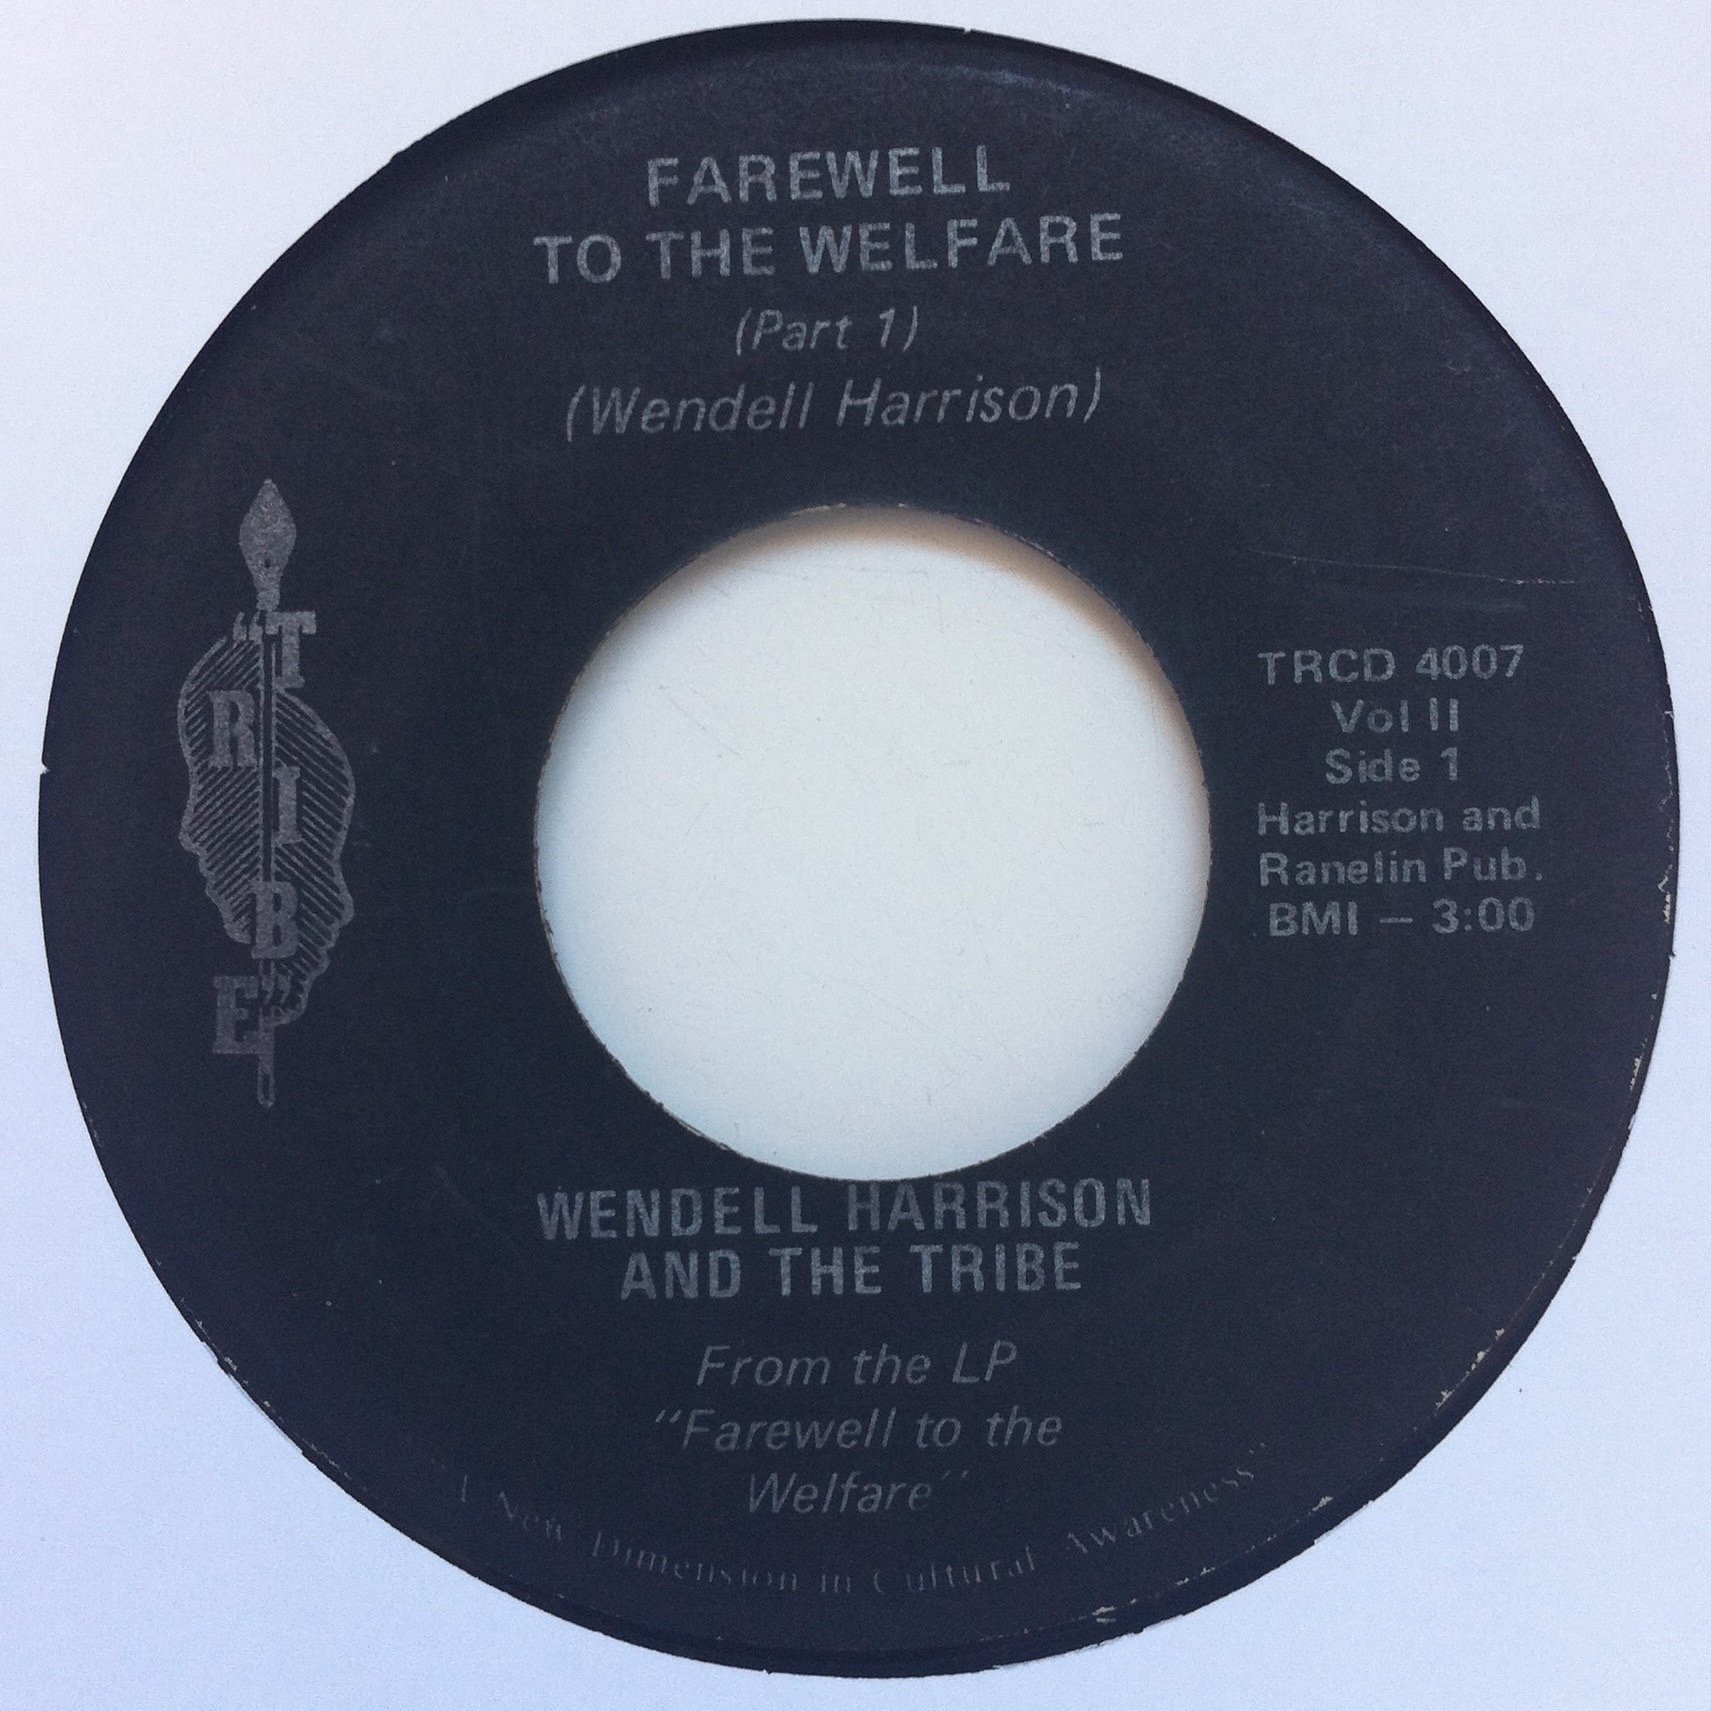 FAREWELL
TO THE WELFARE
(Part 1)
(Wendell Harrison)
"TRIBE"
TRCD 4007
Vol II
Side 1
Harrison and
Ranelin Pub.
BMI — 3:00
WENDELL HARRISON
AND THE TRIBE
From the LP
"Farewell to the
Welfare"
"A New Dimension in Cultural Awareness"